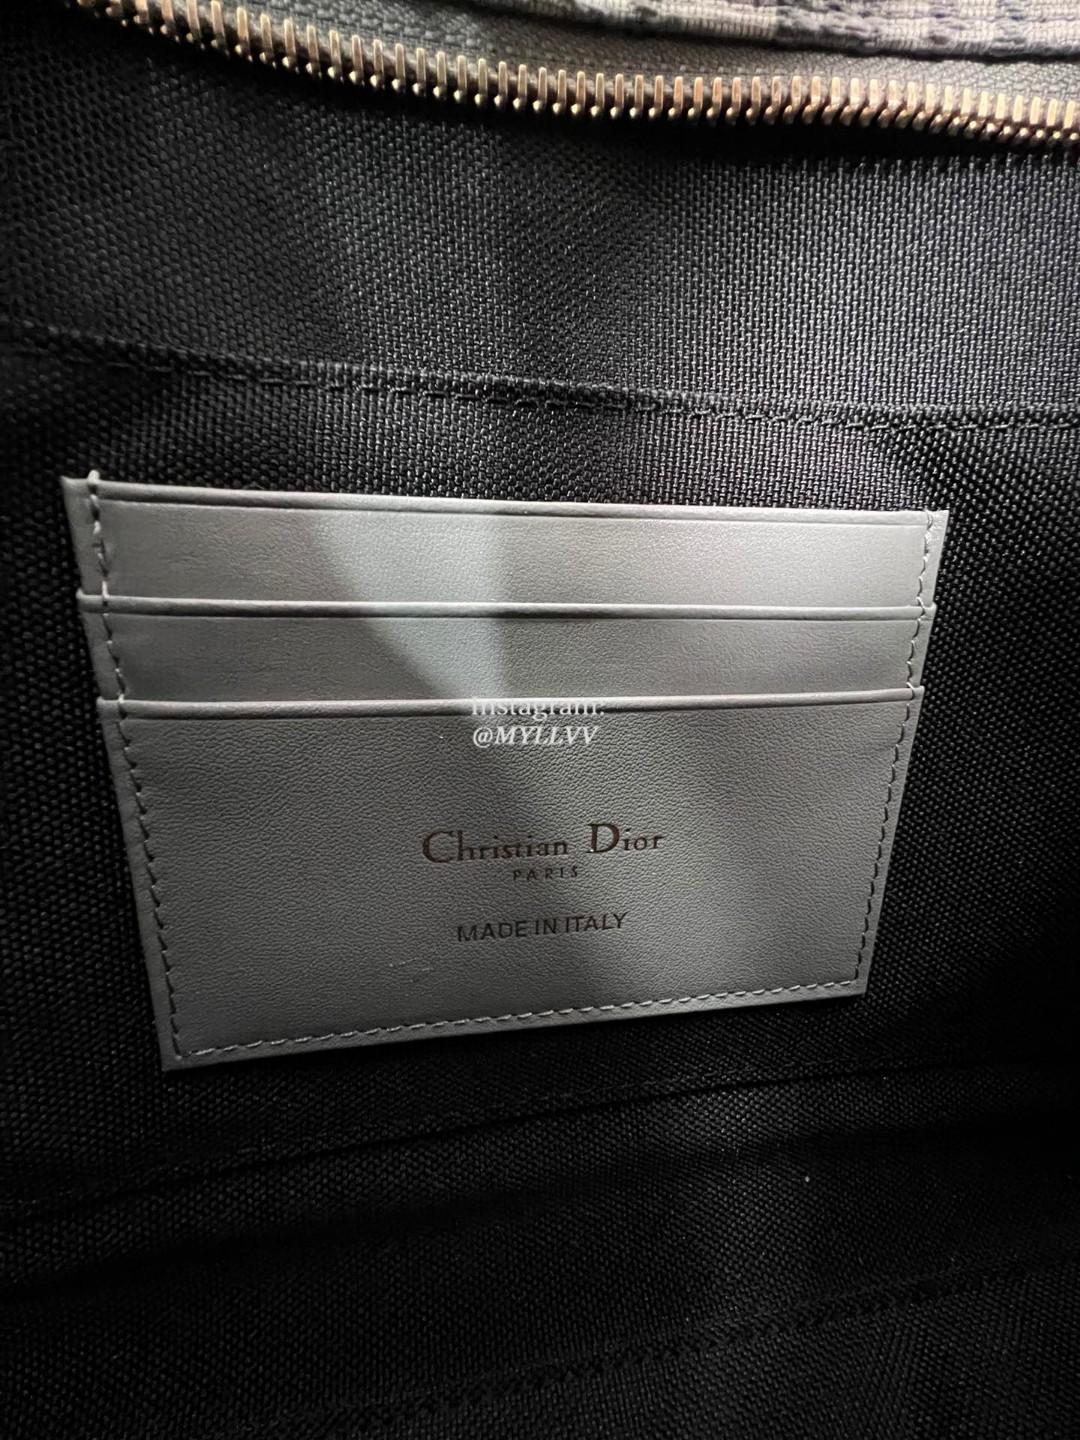 Instagram:
@MYLLVV
Christian Dior
PARIS
MADE IN ITALY